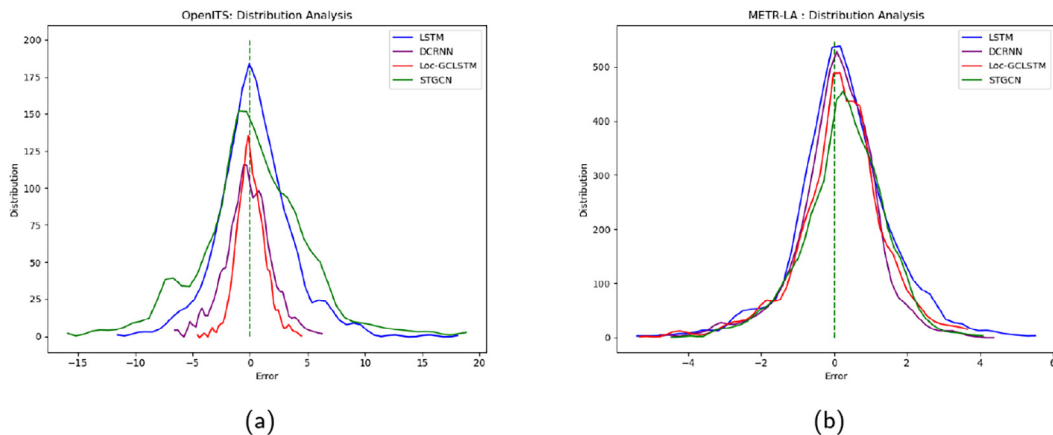 OpenITS: Distribution Analysis
Distribution
200
175
150
125
100
75
50
25
0
−15
−10
−5
0
5
10
15
20
Error
LSTM
DCRNN
Loc-GCLSTM
STGCN
(a)
METR-LA : Distribution Analysis
Distribution
500
400
300
200
100
0
−4
−2
0
2
4
6
Error
LSTM
DCRNN
Loc-GCLSTM
STGCN
(b)